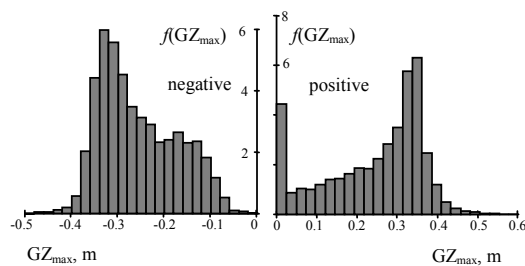 f(GZmax)
negative
6
4
2
-0.5 -0.4 -0.3 -0.2 -0.1 0
GZmax, m
8
f(GZmax)
6
positive
4
2
0 0.1 0.2 0.3 0.4 0.5 0.6
GZmax, m